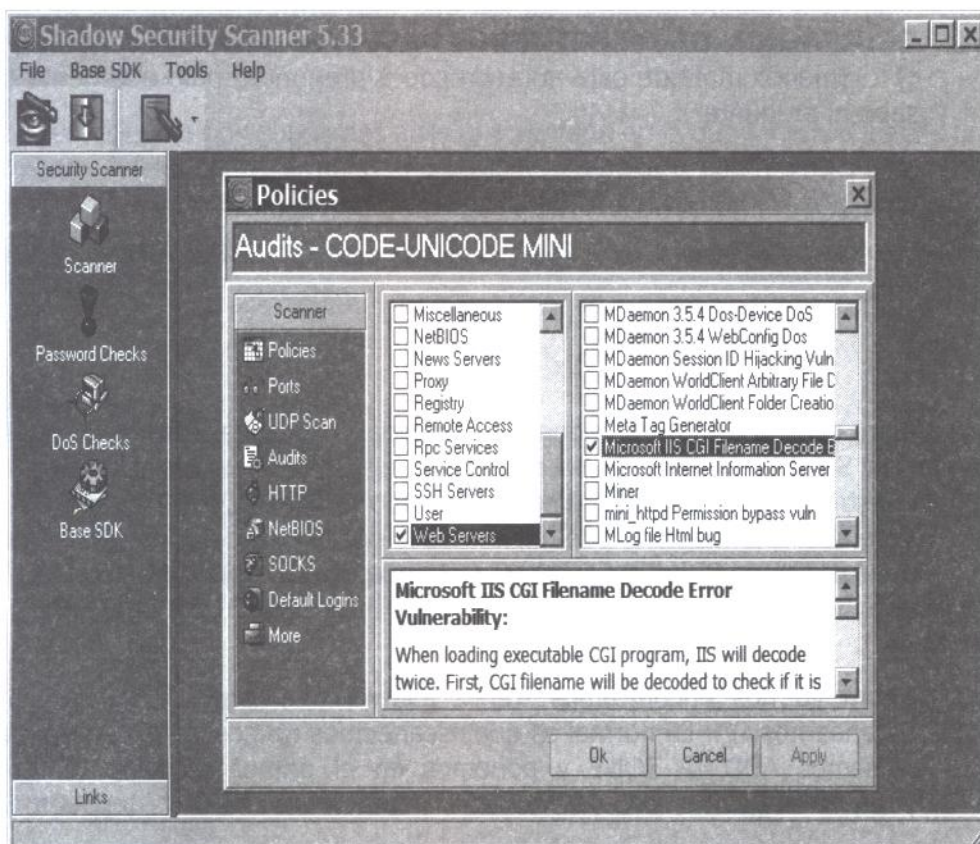 Shadow Security Scanner 5.33
File Base SDK Tools Help
Security Scanner
Scanner
Password Checks
DoS Checks
Base SDK
Links
Policies
Audits - CODE-UNICODE MINI
Scanner
Policies
Ports
UDP Scan
Audits
HTTP
NetBIOS
SOCKS
Default Logins
More
Miscellaneous
NetBIOS
News Servers
Proxy
Registry
Remote Access
Rpc Services
Service Control
SSH Servers
User
Web Servers
MDaemon 3.5.4 Dos-Device DoS
MDaemon 3.5.4 WebConfig Dos
MDaemon Session ID Hijacking Vuln
MDaemon WorldClient Arbitrary File D
MDaemon WorldClient Folder Creatio
Meta Tag Generator
Microsoft IIS CGI Filename Decode E
Microsoft Internet Information Server
Miner
mini_httpd Permission bypass vuln
MLog file Html bug
Microsoft IIS CGI Filename Decode Error
Vulnerability:
When loading executable CGI program, IIS will decode
twice. First, CGI filename will be decoded to check if it is
Ok Cancel Apply